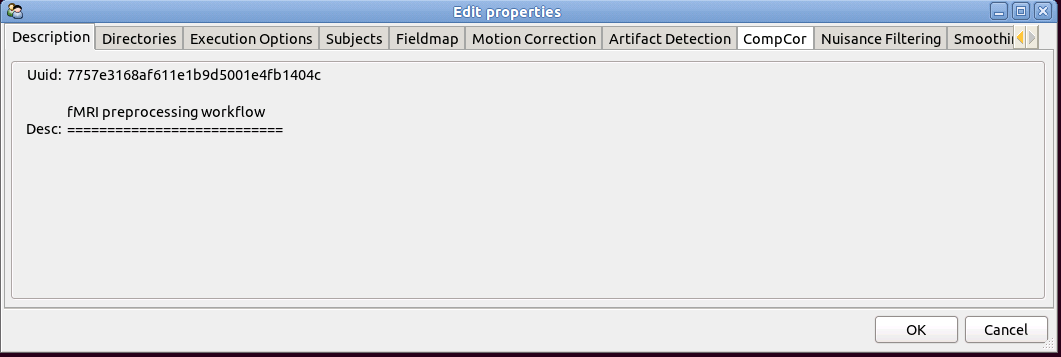 Edit properties
Description Directories Execution Options Subjects Fieldmap Motion Correction Artifact Detection CompCor Nuisance Filtering Smoothi
Uuid: 7757e3168af611e1b9d5001e4fb1404c
fMRI preprocessing workflow
Desc: ===========================
OK Cancel